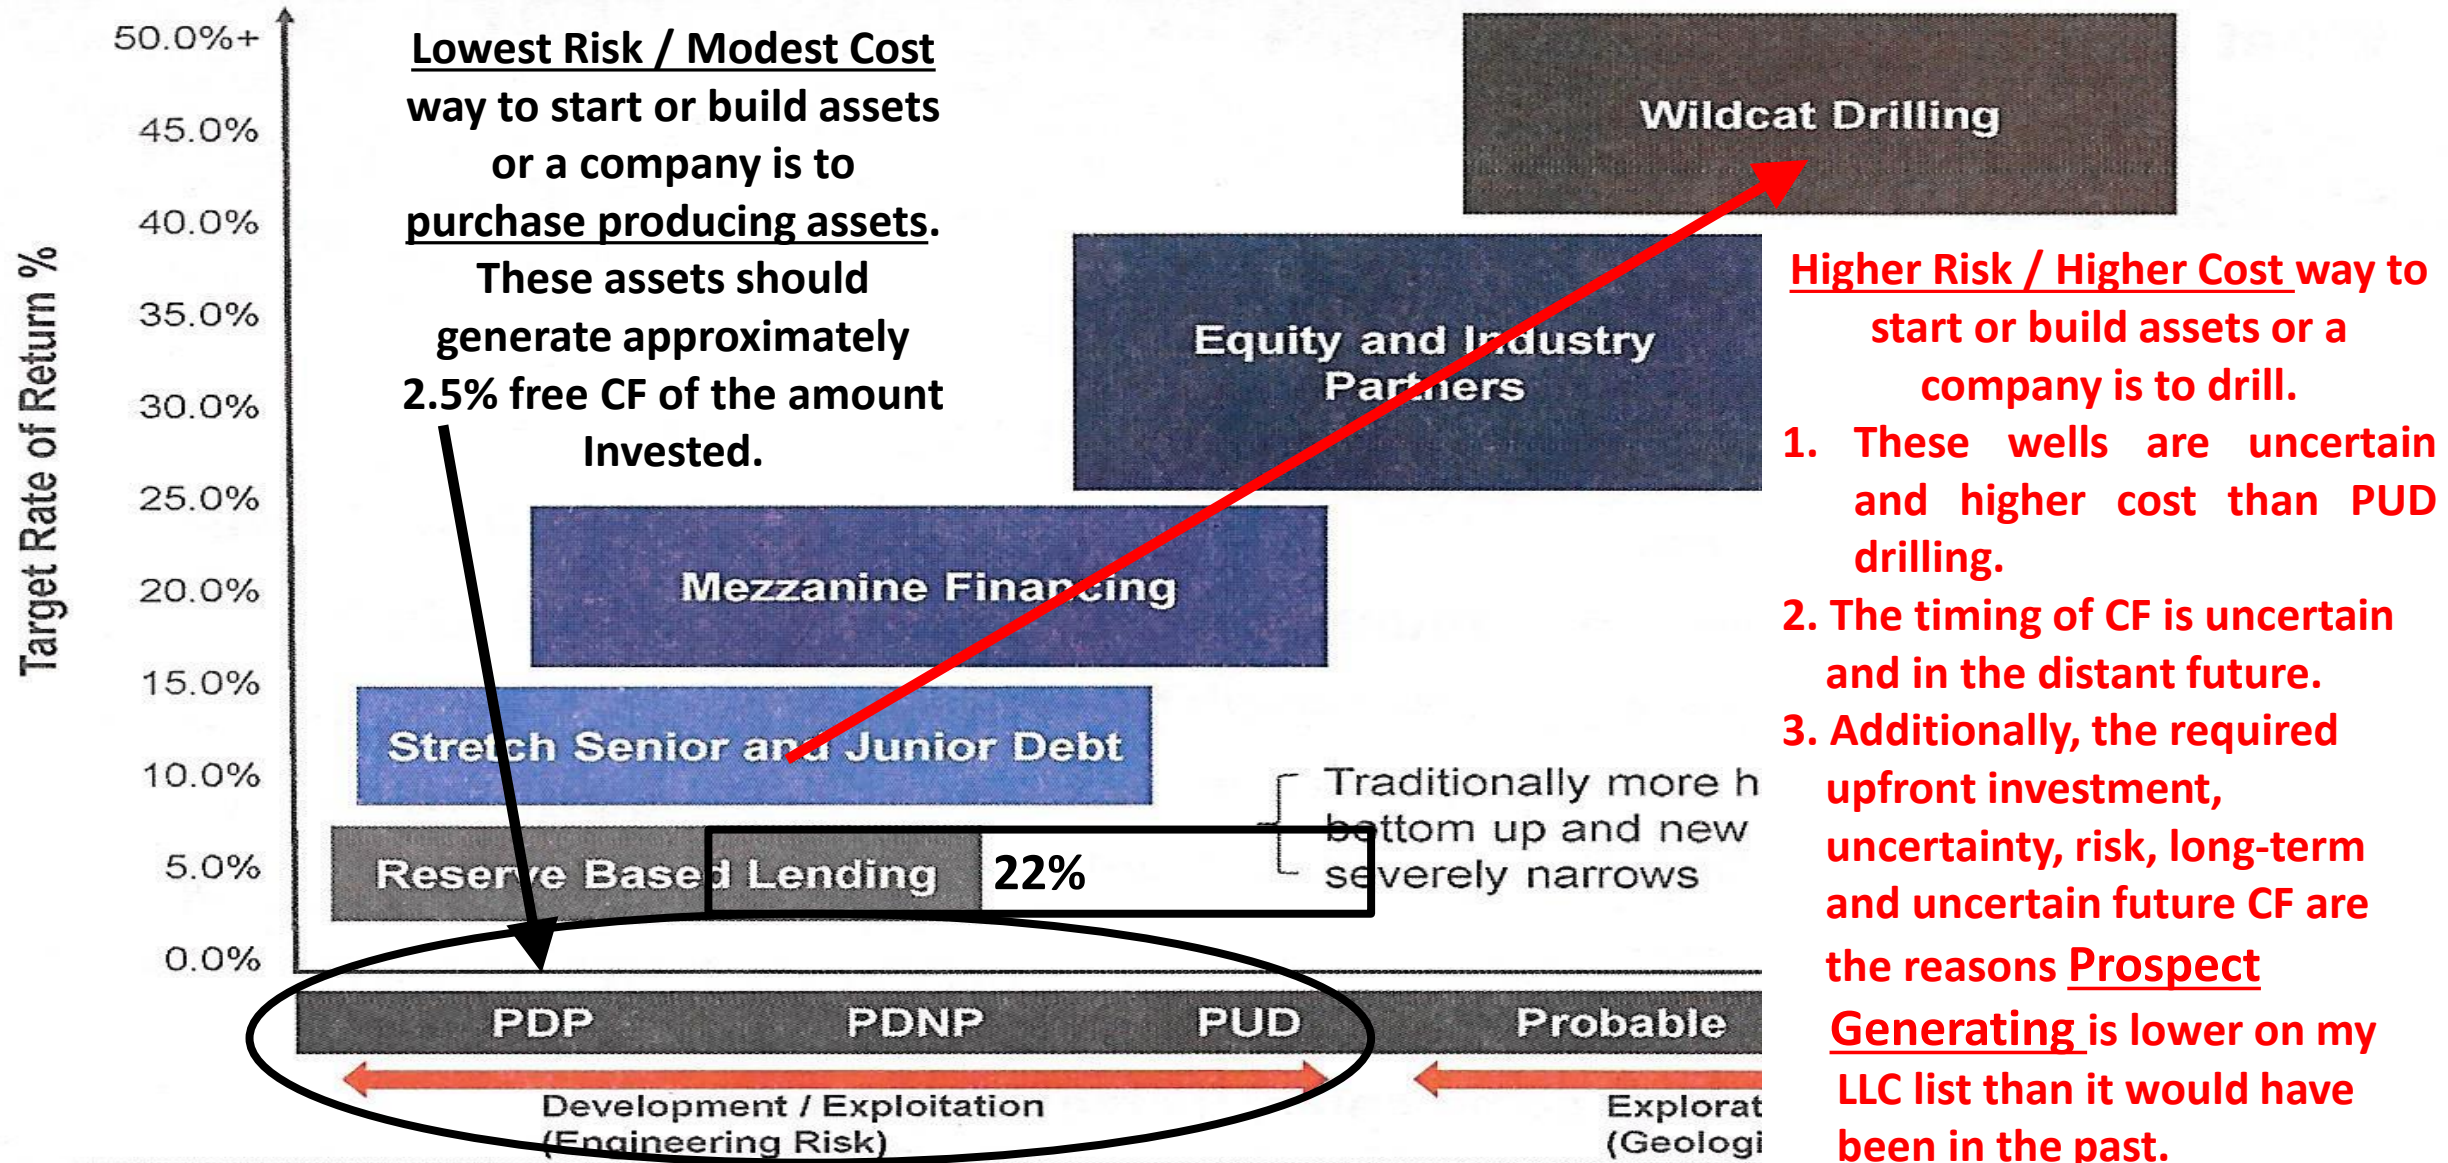 50.0%+
45.0%
40.0%
35.0%
30.0%
25.0%
20.0%
15.0%
10.0%
5.0%
0.0%
Target Rate of Return %
Lowest Risk / Modest Cost
way to start or build assets
or a company is to
purchase producing assets.
These assets should
generate approximately
2.5% free CF of the amount
Invested.
Wildcat Drilling
Equity and Industry
Partners
Mezzanine Financing
Stretch Senior and Junior Debt
Reserve Based Lending
22%
Traditionally more h
bottom up and new
severely narrows
PDP
PDNP
PUD
Probable
Development / Exploitation
(Engineering Risk)
Explorat
(Geologi
Higher Risk / Higher Cost way to
start or build assets or a
company is to drill.
1. These wells are uncertain
and higher cost than PUD
drilling.
2. The timing of CF is uncertain
and in the distant future.
3. Additionally, the required
upfront investment,
uncertainty, risk, long-term
and uncertain future CF are
the reasons Prospect
Generating is lower on my
LLC list than it would have
been in the past.